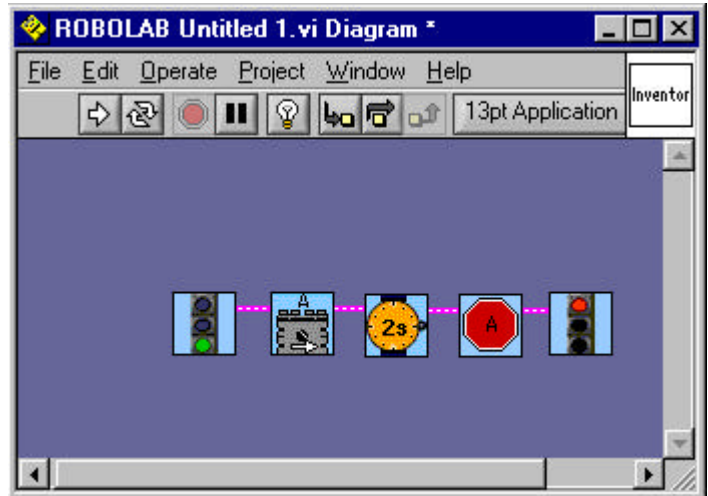 ROBOLAB Untitled 1.vi Diagram *
File Edit Operate Project Window Help
Inventor
13pt Application
A
2s
A